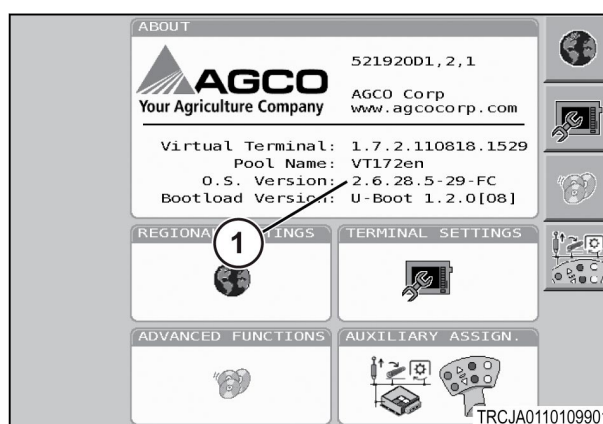 ABOUT
AGCO
Your Agriculture Company
521920D1,2,1
AGCO Corp
www.agcocorp.com
Virtual Terminal: 1.7.2.110818.1529
Pool Name: VT172en
O.S. Version: 2.6.28.5-29-FC
Bootload Version: U-Boot 1.2.0[08]
1
REGIONAL SETTINGS
TERMINAL SETTINGS
ADVANCED FUNCTIONS
AUXILIARY ASSIGN.
TRCJA011010990